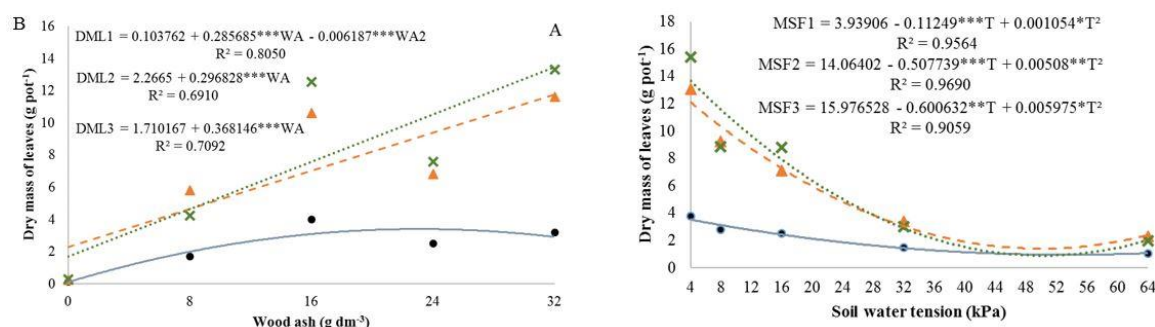 B
A
DML1 = 0.103762 + 0.285685***WA - 0.006187***WA2
R² = 0.8050
DML2 = 2.2665 + 0.296828***WA
R² = 0.6910
DML3 = 1.710167 + 0.368146***WA
R² = 0.7092
Dry mass of leaves (g pot⁻¹)
16
14
12
10
8
6
4
2
0
0 8 16 24 32
Wood ash (g dm⁻³)
MSF1 = 3.93906 - 0.11249***T + 0.001054*T²
R² = 0.9564
MSF2 = 14.06402 - 0.507739***T + 0.00508**T²
R² = 0.9690
MSF3 = 15.976528 - 0.600632**T + 0.005975*T²
R² = 0.9059
Dry mass of leaves (g pot⁻¹)
18
16
14
12
10
8
6
4
2
0
4 8 12 16 20 24 28 32 36 40 44 48 52 56 60 64
Soil water tension (kPa)